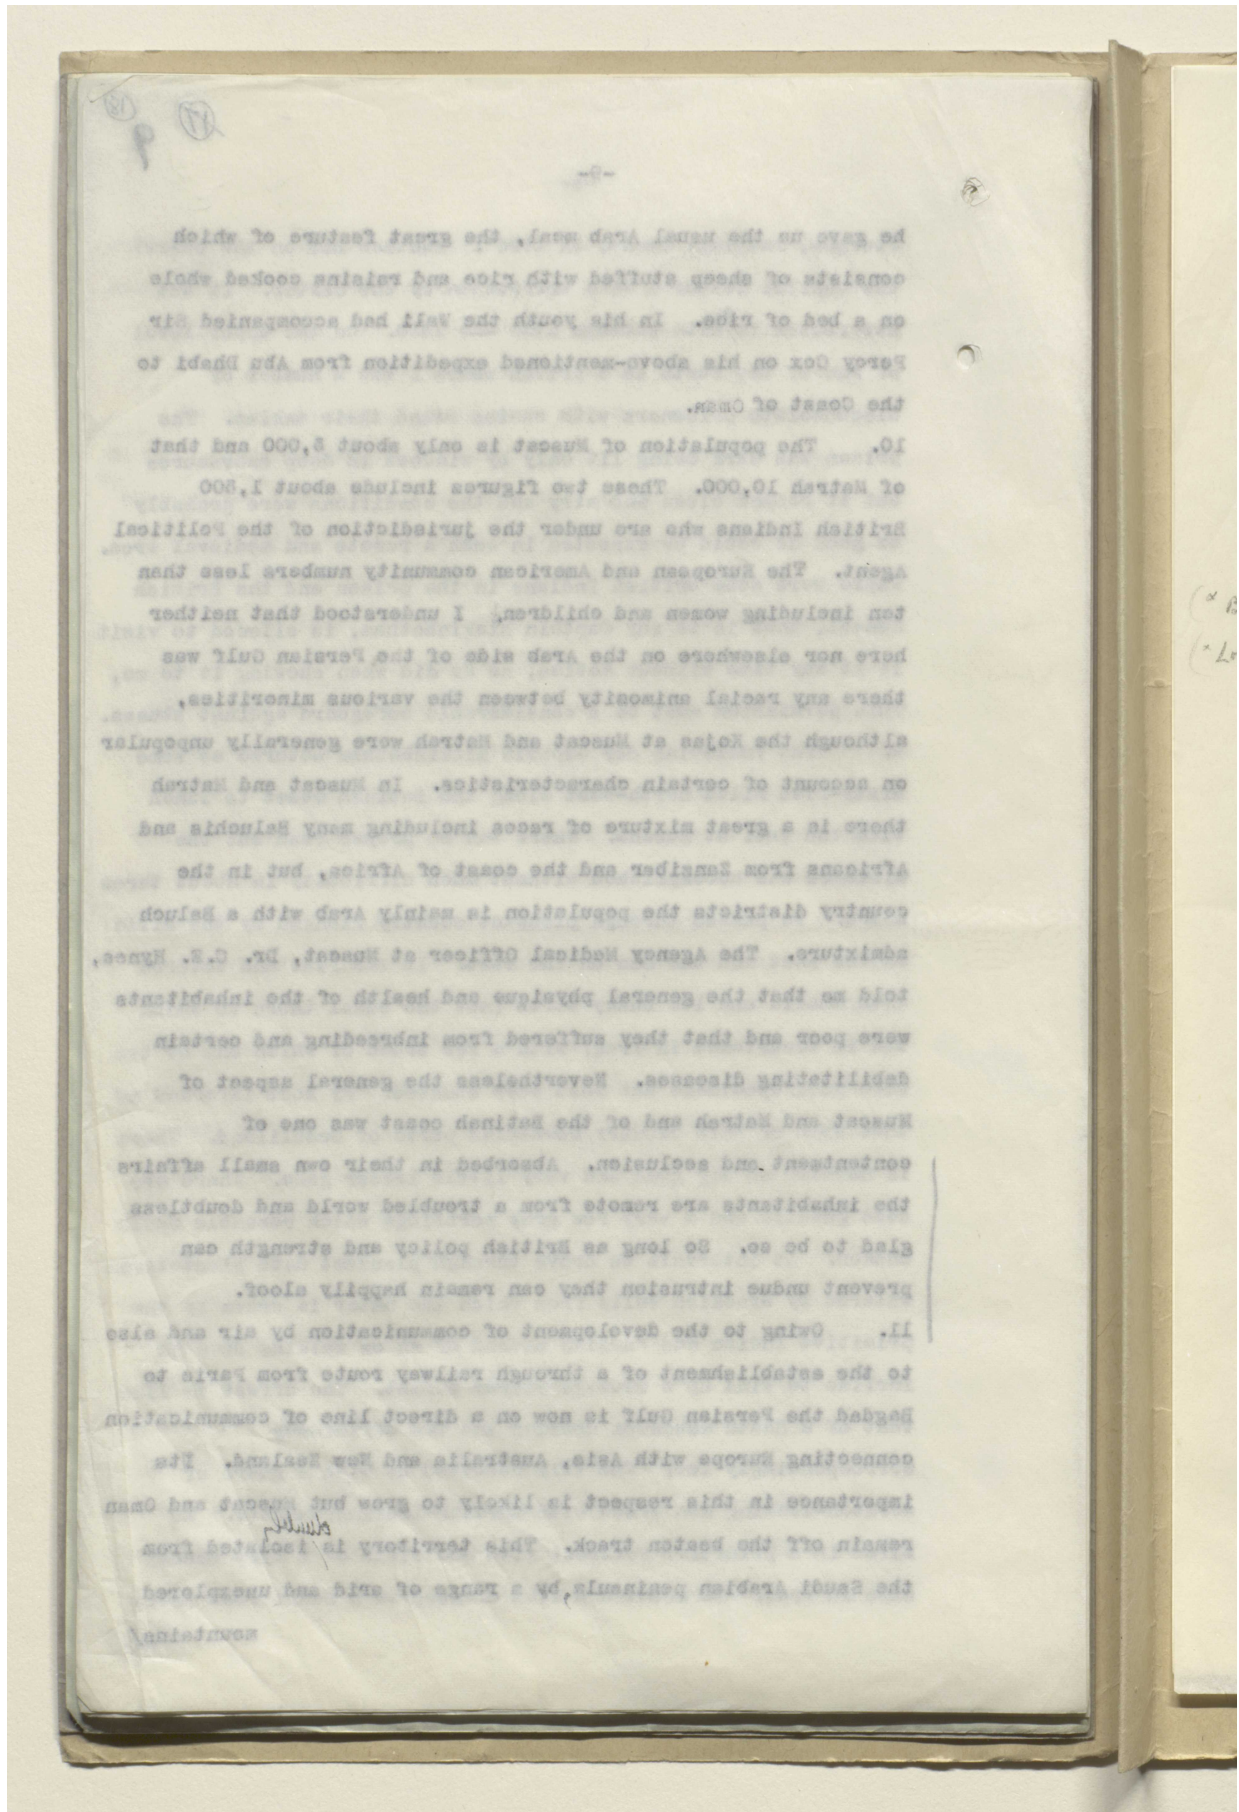 -9-
he gave us the usual Arab meal, the great feature of which
consists of sheep stuffed with rice and raisins cooked whole
on a bed of rice. In his youth the Wali had accompanied Sir
Percy Cox on his above-mentioned expedition from Abu Dhabi to
the Coast of Oman.
10. The population of Muscat is only about 5,000 and that
of Matrah 10,000. These two figures include about 1,500
British Indians who are under the jurisdiction of the Political
Agent. The European and American community numbers less than
ten including women and children. I understood that neither
here nor elsewhere on the Arab side of the Persian Gulf was
there any racial animosity between the various minorities,
although the Kojas at Muscat and Matrah were generally unpopular
on account of certain characteristics. In Muscat and Matrah
there is a great mixture of races including many Baluchis and
Africans from Zanzibar and the coast of Africa, but in the
country districts the population is mainly Arab with a Baluch
admixture. The Agency Medical Officer at Muscat, Dr. C.E. Hynes,
told me that the general physique and health of the inhabitants
were poor and that they suffered from inbreeding and certain
debilitating diseases. Nevertheless the general aspect of
Muscat and Matrah and of the Batinah coast was one of
contentment and seclusion. Absorbed in their own small affairs
the inhabitants are remote from a troubled world and doubtless
glad to be so. So long as British policy and strength can
prevent undue intrusion they can remain happily aloof.
11. Owing to the development of communication by air and also
to the establishment of a through railway route from Paris to
Bagdad the Persian Gulf is now on a direct line of communication
connecting Europe with Asia, Australia and New Zealand. Its
importance in this respect is likely to grow but Muscat and Oman
remain off the beaten track. This territory is isolated from
the Saudi Arabian peninsula, by a range of arid and unexplored
mountains/